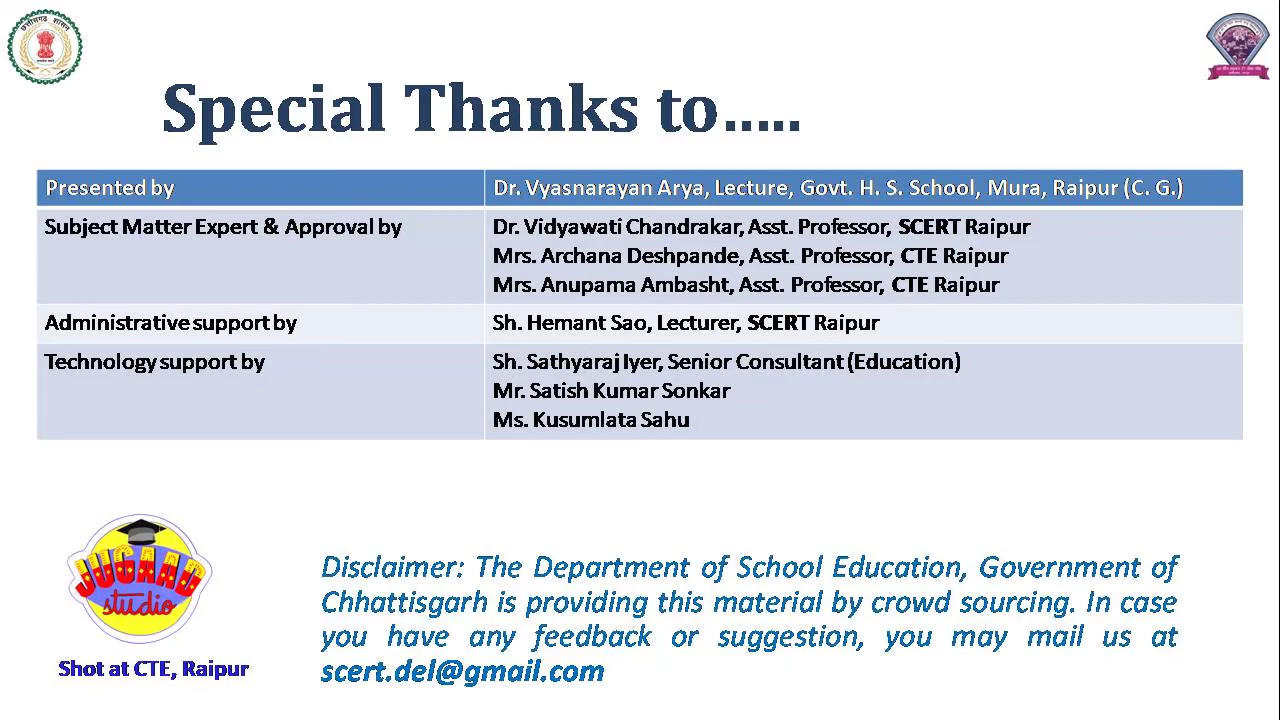 छत्तीसगढ़ शासन
Special Thanks to.....
Presented by
Dr. Vyasnarayan Arya, Lecture, Govt. H. S. School, Mura, Raipur (C. G.)
Subject Matter Expert & Approval by
Dr. Vidyawati Chandrakar, Asst. Professor, SCERT Raipur
Mrs. Archana Deshpande, Asst. Professor, CTE Raipur
Mrs. Anupama Ambasht, Asst. Professor, CTE Raipur
Administrative support by
Sh. Hemant Sao, Lecturer, SCERT Raipur
Technology support by
Sh. Sathyaraj Iyer, Senior Consultant (Education)
Mr. Satish Kumar Sonkar
Ms. Kusumlata Sahu
JUGAAD
studio
Shot at CTE, Raipur
Disclaimer: The Department of School Education, Government of
Chhattisgarh is providing this material by crowd sourcing. In case
you have any feedback or suggestion, you may mail us at
scert.del@gmail.com